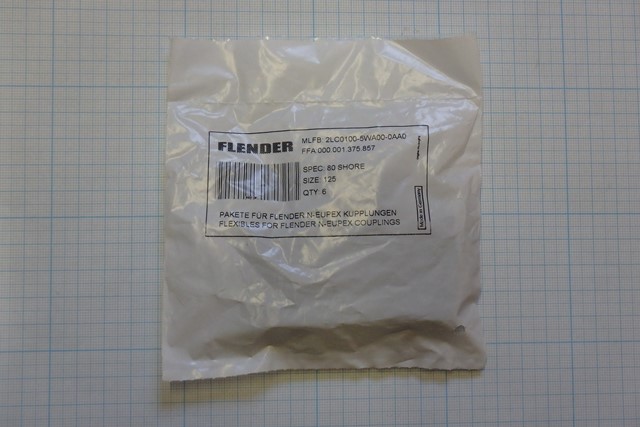 FLENDER
MLFB: 2LC0100-5WA00-0AA0
FFA:000.001.375.857
SPEC: 80 SHORE
SIZE: 125
QTY: 6
PAKETE FÜR FLENDER N-EUPEX KUPPLUNGEN
FLEXIBLES FOR FLENDER N-EUPEX COUPLINGS